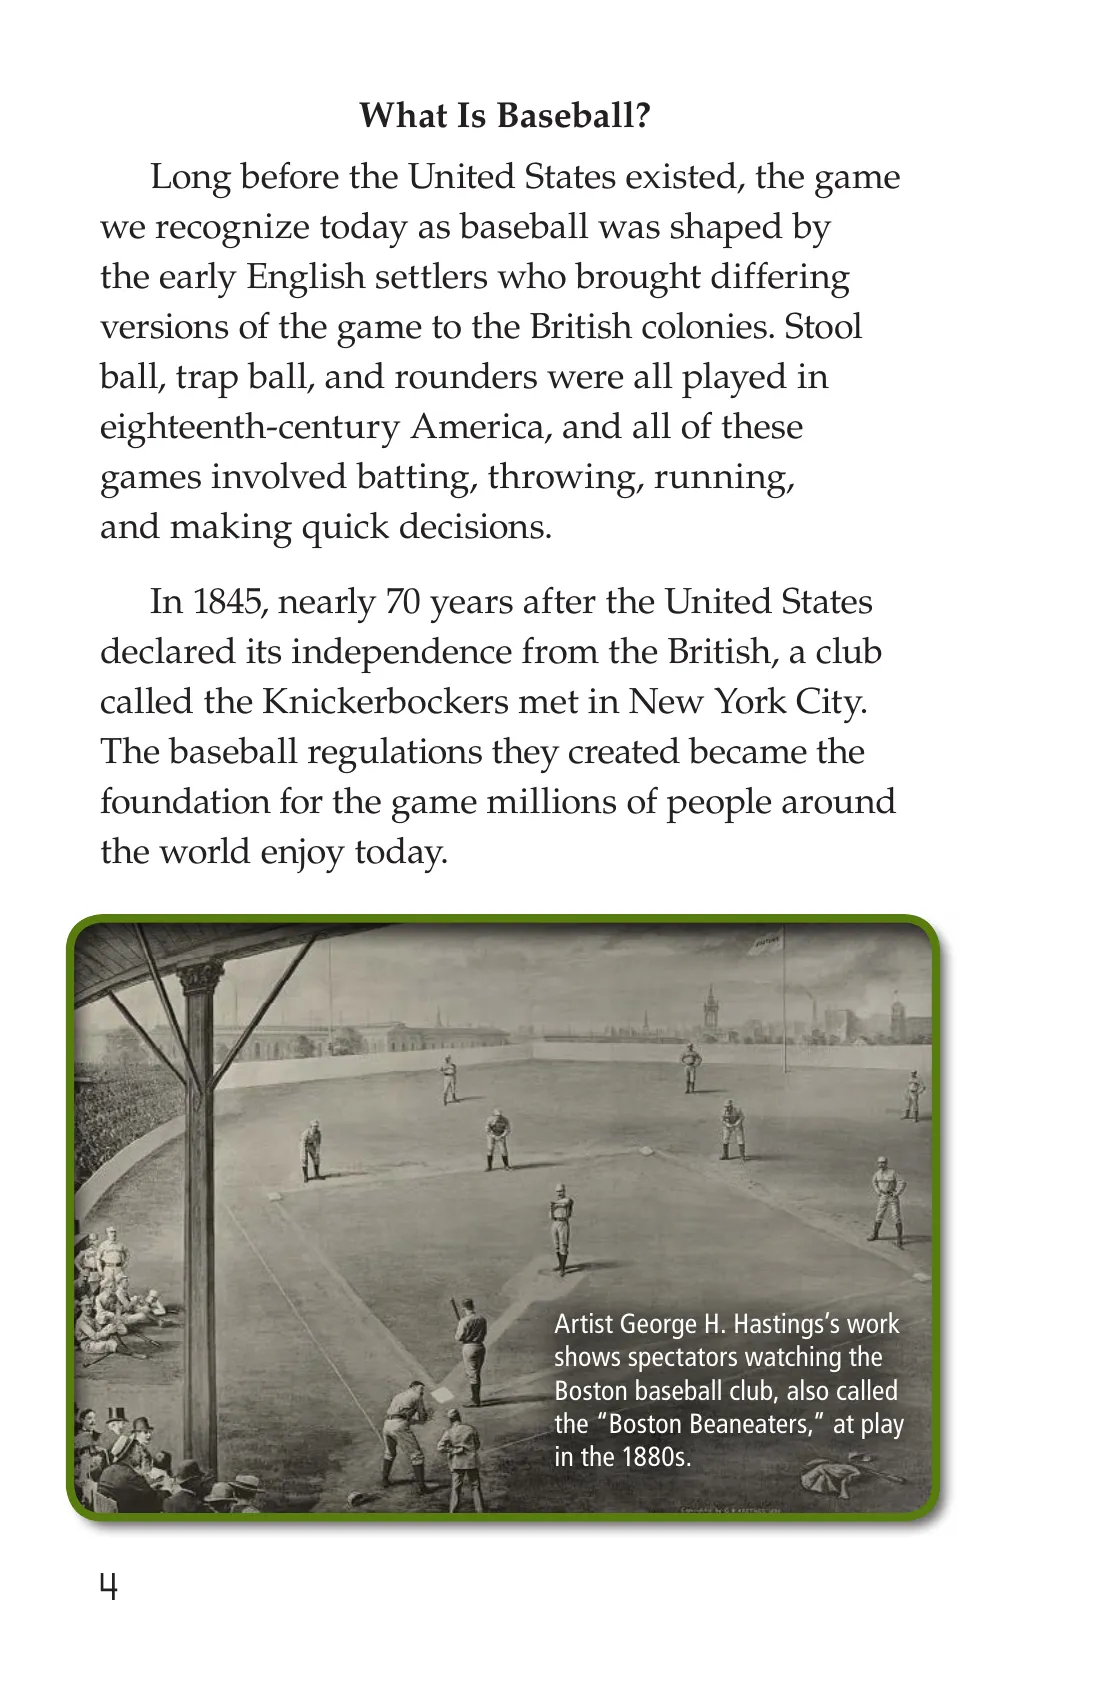 What Is Baseball?
Long before the United States existed, the game
we recognize today as baseball was shaped by
the early English settlers who brought differing
versions of the game to the British colonies. Stool
ball, trap ball, and rounders were all played in
eighteenth-century America, and all of these
games involved batting, throwing, running,
and making quick decisions.
In 1845, nearly 70 years after the United States
declared its independence from the British, a club
called the Knickerbockers met in New York City.
The baseball regulations they created became the
foundation for the game millions of people around
the world enjoy today.
Artist George H. Hastings’s work
shows spectators watching the
Boston baseball club, also called
the “Boston Beaneaters,” at play
in the 1880s.
4